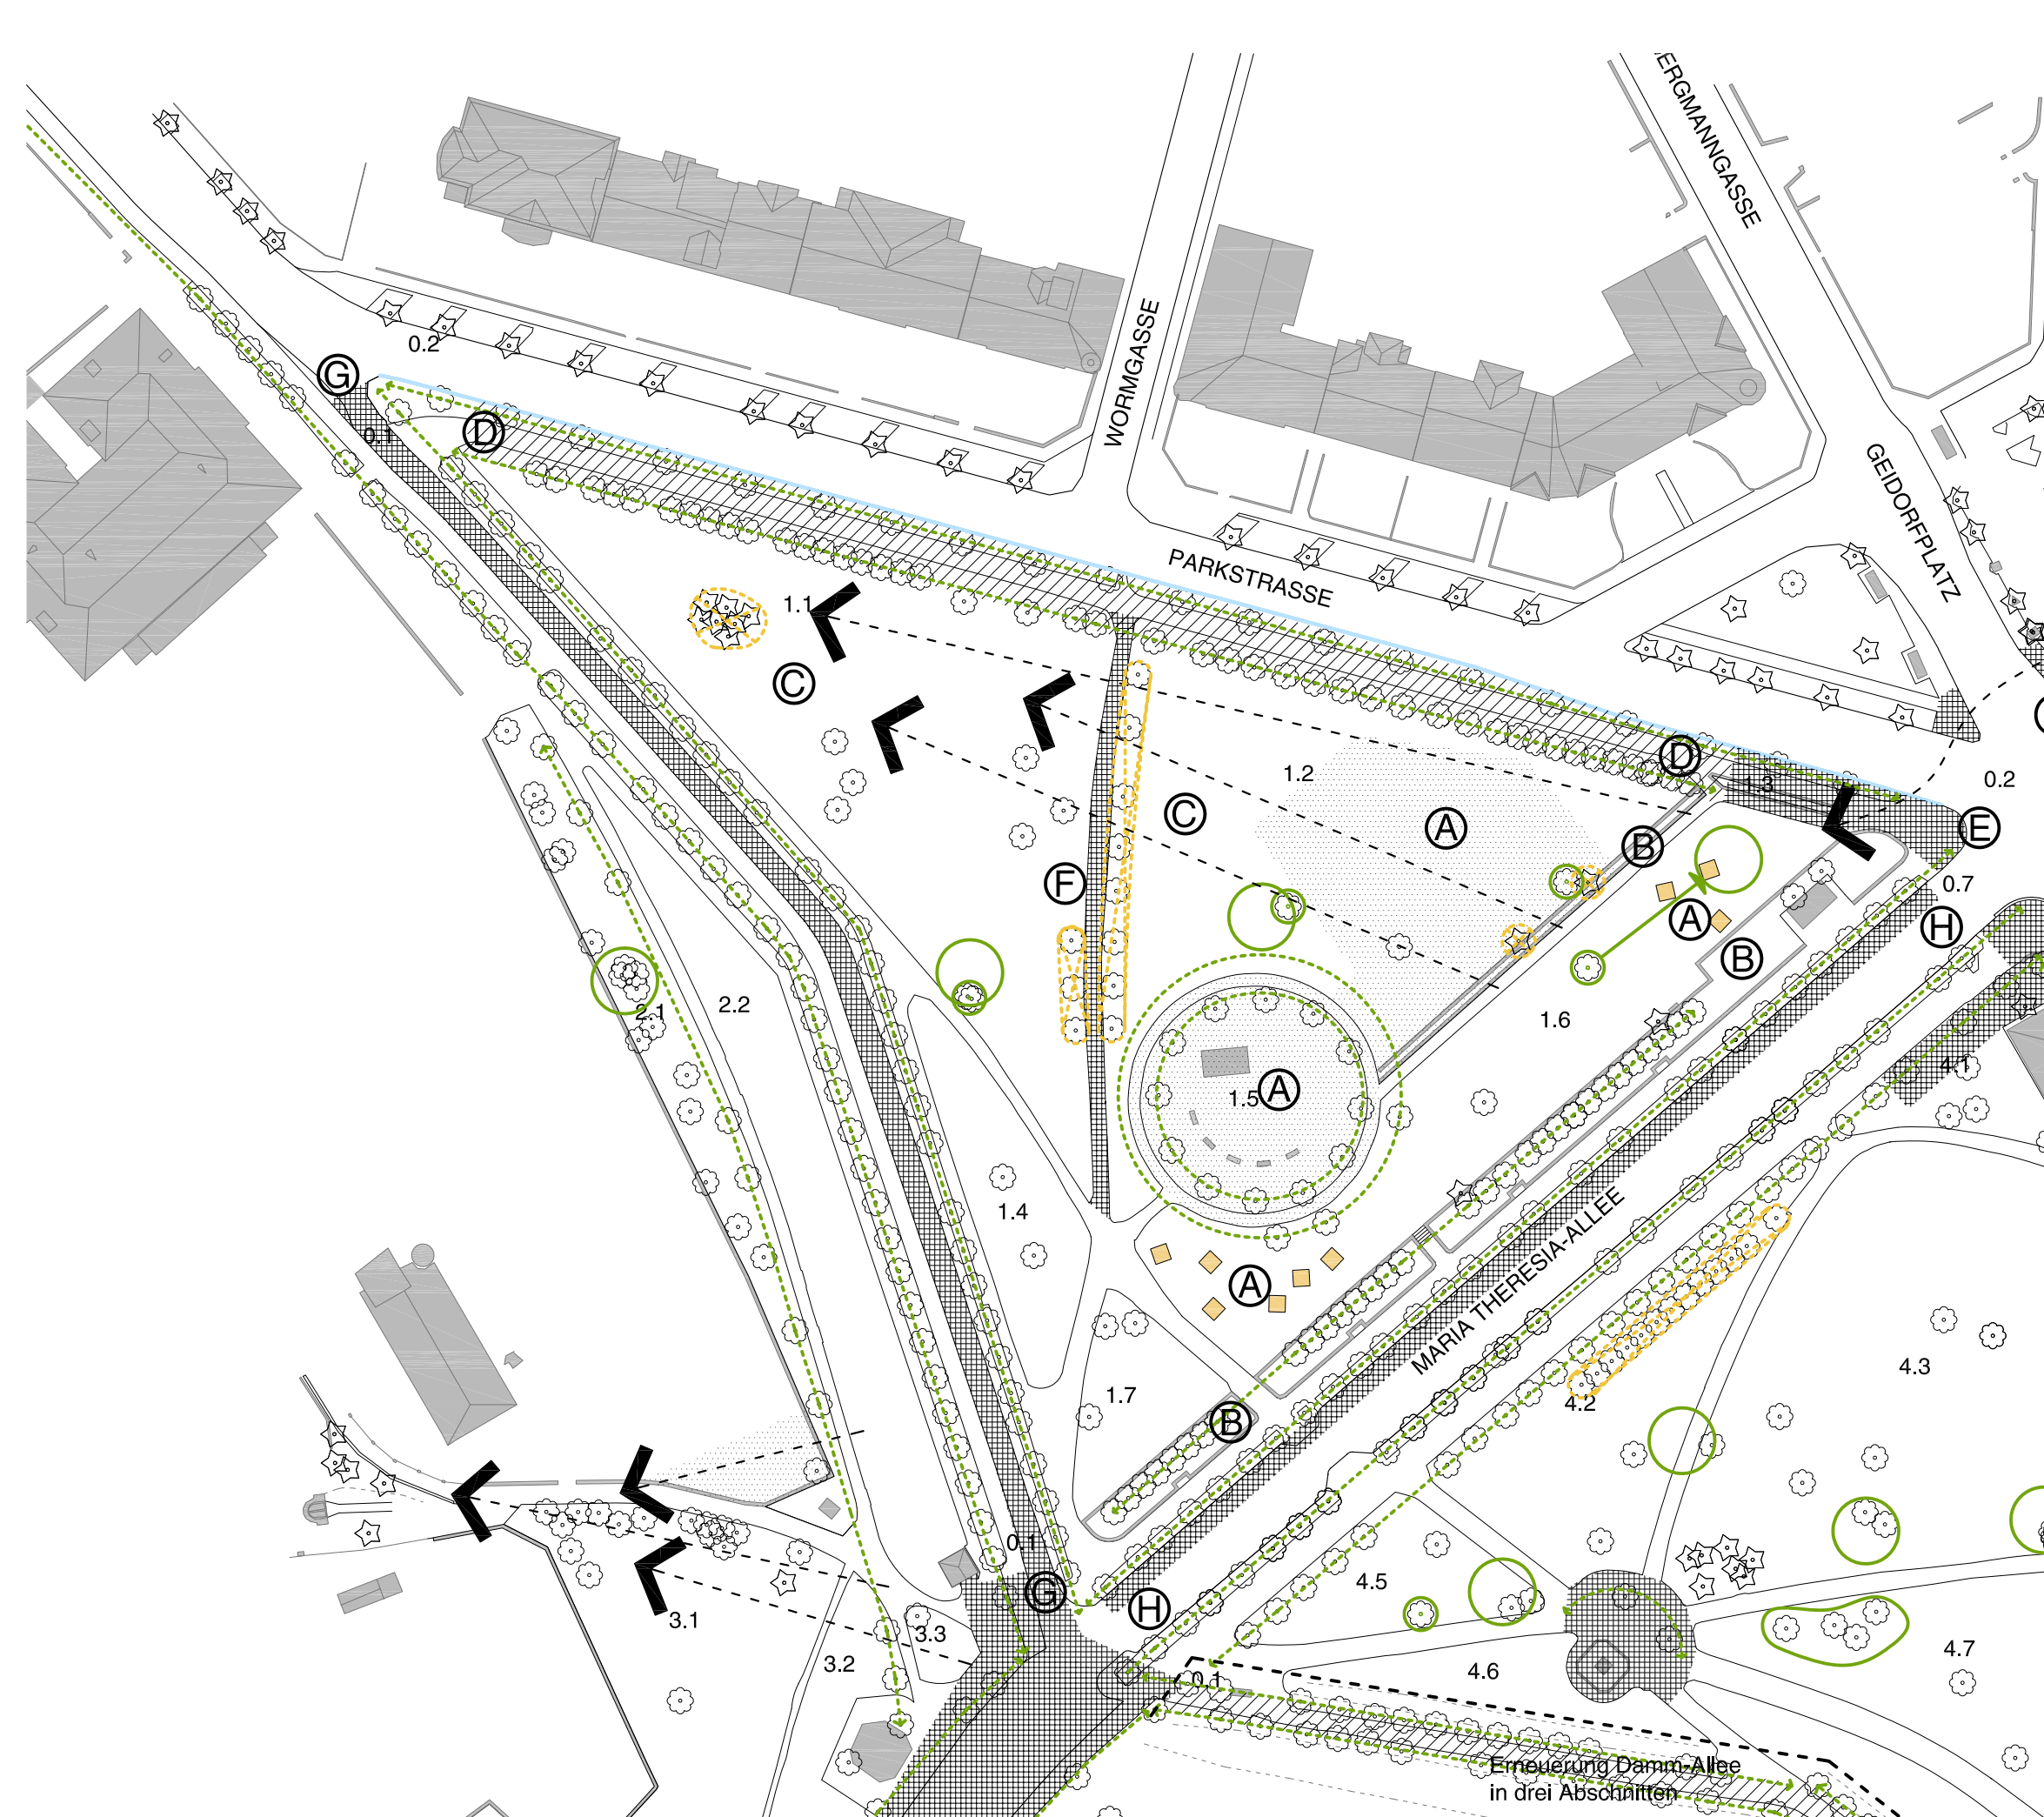 ERGMANNGASSE
WORMGASSE
0.2
G
D
0.1
GEIDORFPLATZ
PARKSTRASSE
1.1
C
D
1.2
1.3
0.2
C
A
B
E
F
0.7
A
H
B
2.1
2.2
1.6
4.1
1.5
A
1.4
A
MARIA THERESIA-ALLEE
4.3
1.7
4.2
B
0.1
4.5
G
H
3.1
3.3
3.2
4.7
4.6
0.1
Erneuerung Damm-Allee
in drei Abschnitten